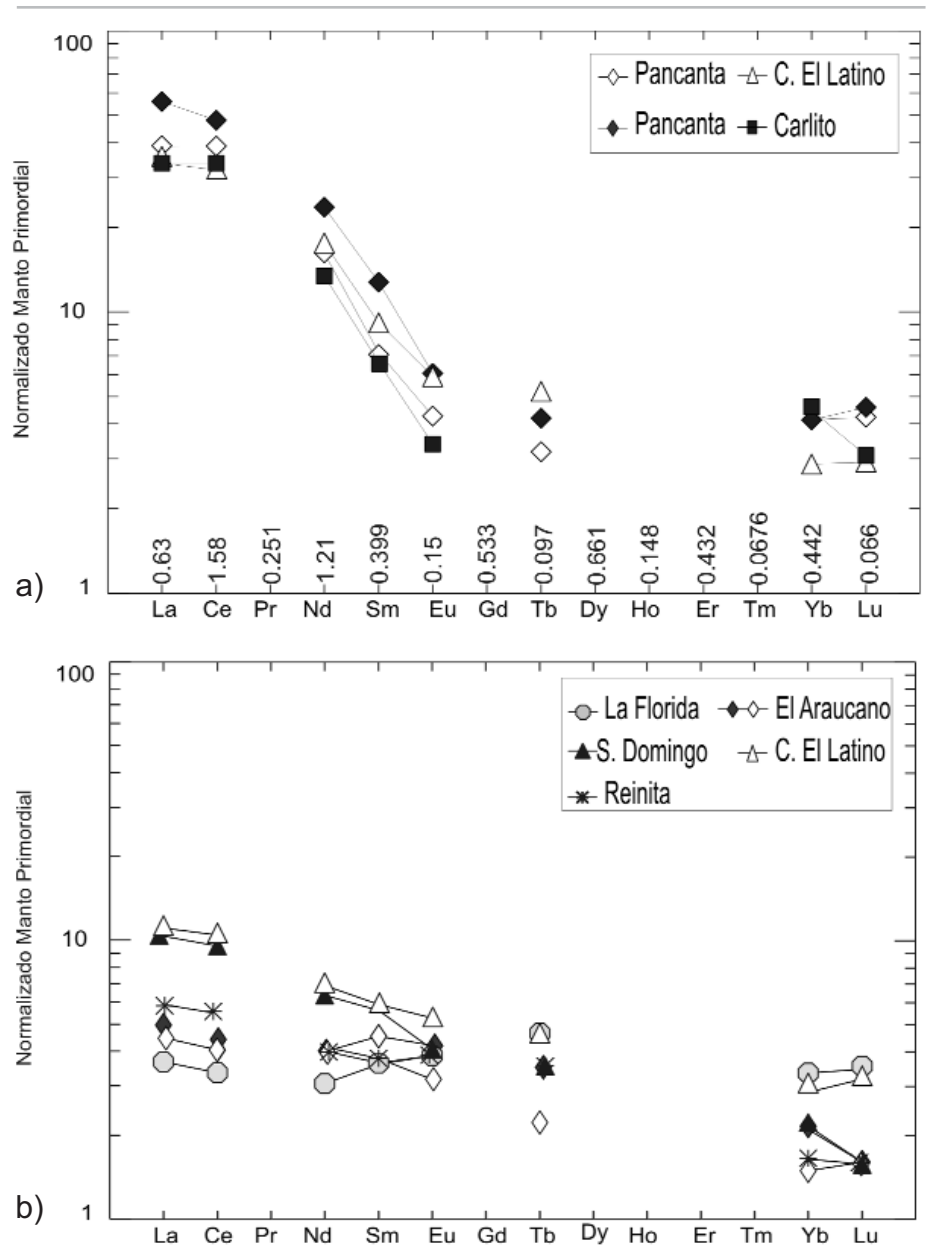 100
Pancanta C. El Latino
Pancanta Carlito
Normalizado Manto Primordial
10
0.63 1.58 0.251 1.221 0.399 0.15 0.533 0.097 0.661 0.148 0.432 0.0676 0.442 0.066
a) 1
La Ce Pr Nd Sm Eu Gd Tb Dy Ho Er Tm Yb Lu
100
La Florida El Araucano
S. Domingo C. El Latino
Reinita
Normalizado Manto Primordial
10
b) 1
La Ce Pr Nd Sm Eu Gd Tb Dy Ho Er Tm Yb Lu